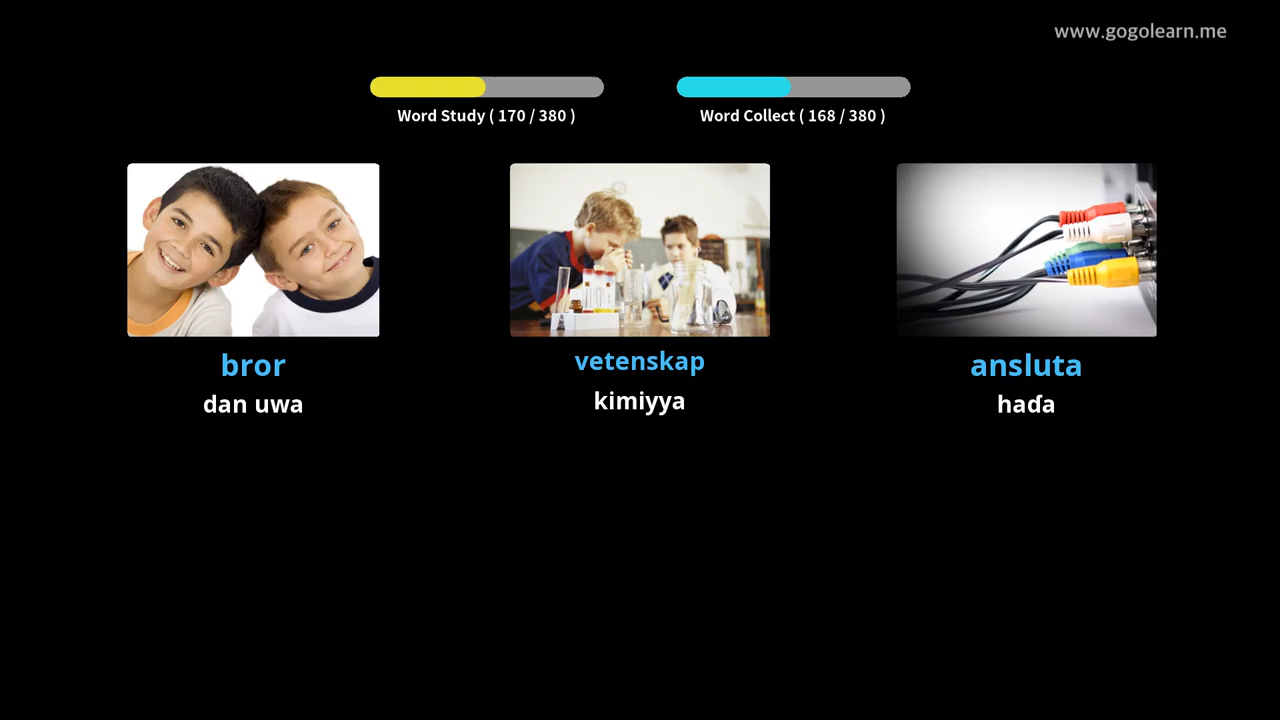 www.gogolearn.me
Word Study ( 170 / 380 )
Word Collect ( 168 / 380 )
bror
vetenskap
ansluta
dan uwa
kimiyya
haɗa